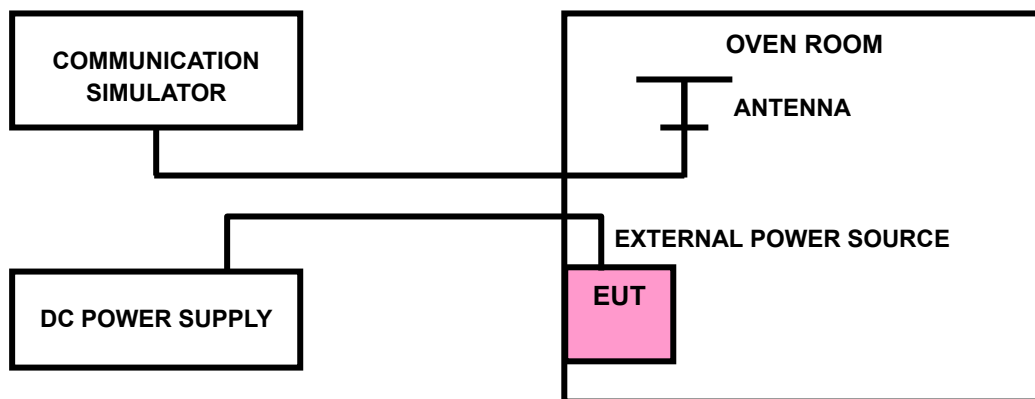 COMMUNICATION
SIMULATOR
OVEN ROOM
ANTENNA
EXTERNAL POWER SOURCE
EUT
DC POWER SUPPLY